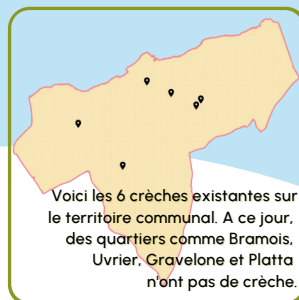 Voici les 6 crèches existantes sur
le territoire communal. A ce jour,
des quartiers comme Bramois,
Uvrier, Gravelone et Platta
n'ont pas de crèche.